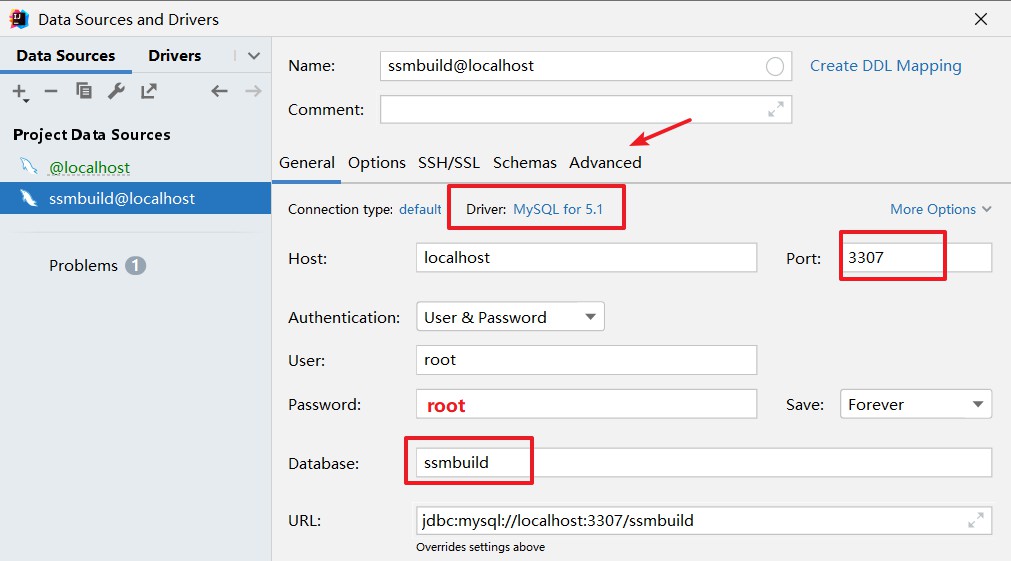 Data Sources and Drivers
Data Sources Drivers
Project Data Sources
@localhost
ssmbuild@localhost
Problems 1
Name: ssmbuild@localhost Create DDL Mapping
Comment:
General Options SSH/SSL Schemas Advanced
Connection type: default Driver: MySQL for 5.1 More Options
Host: localhost Port: 3307
Authentication: User & Password
User: root
Password: root Save: Forever
Database: ssmbuild
URL: jdbc:mysql://localhost:3307/ssmbuild
Overrides settings above